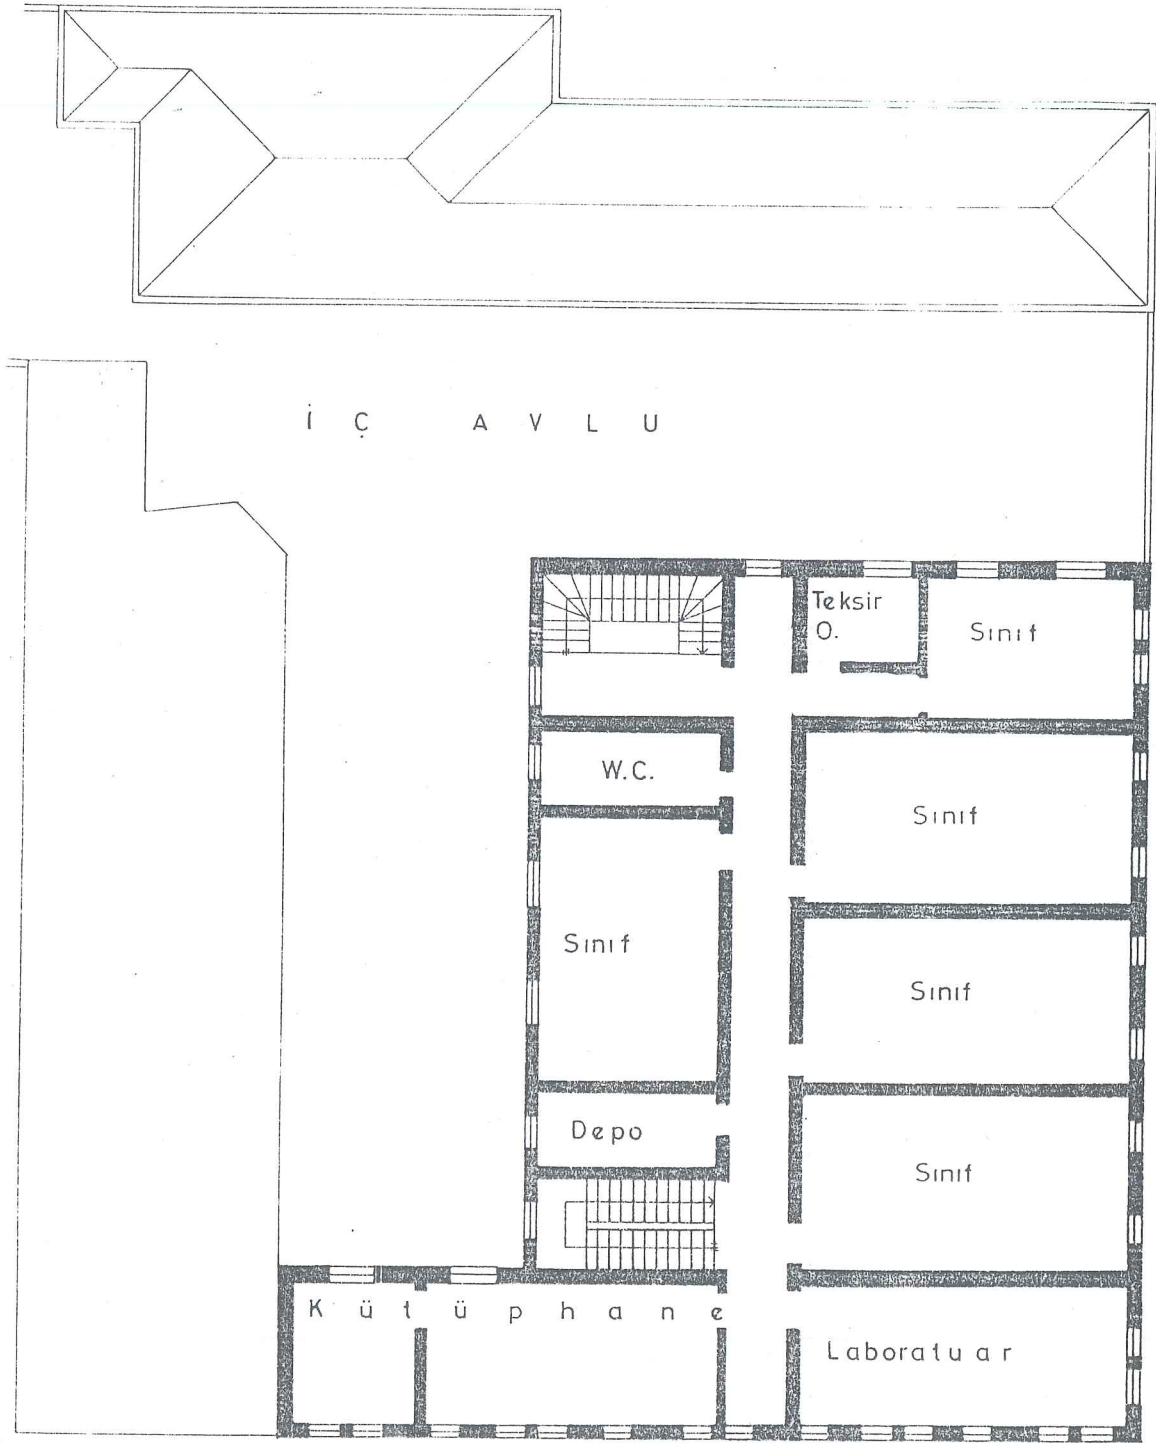 İÇ AVLU
Teksir
O.
Sınıf
W.C.
Sınıf
Sınıf
Sınıf
Depo
Sınıf
Kütüphane
Laboratuar